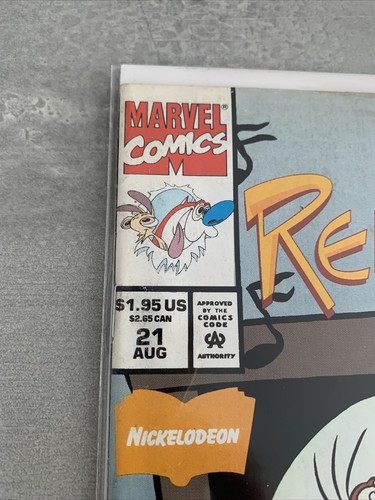 MARVEL®
COMICS
M
RE
$1.95 US
$2.65 CAN
21
AUG
APPROVED
BY THE
COMICS
CODE
CA
AUTHORITY
NICKELODEON